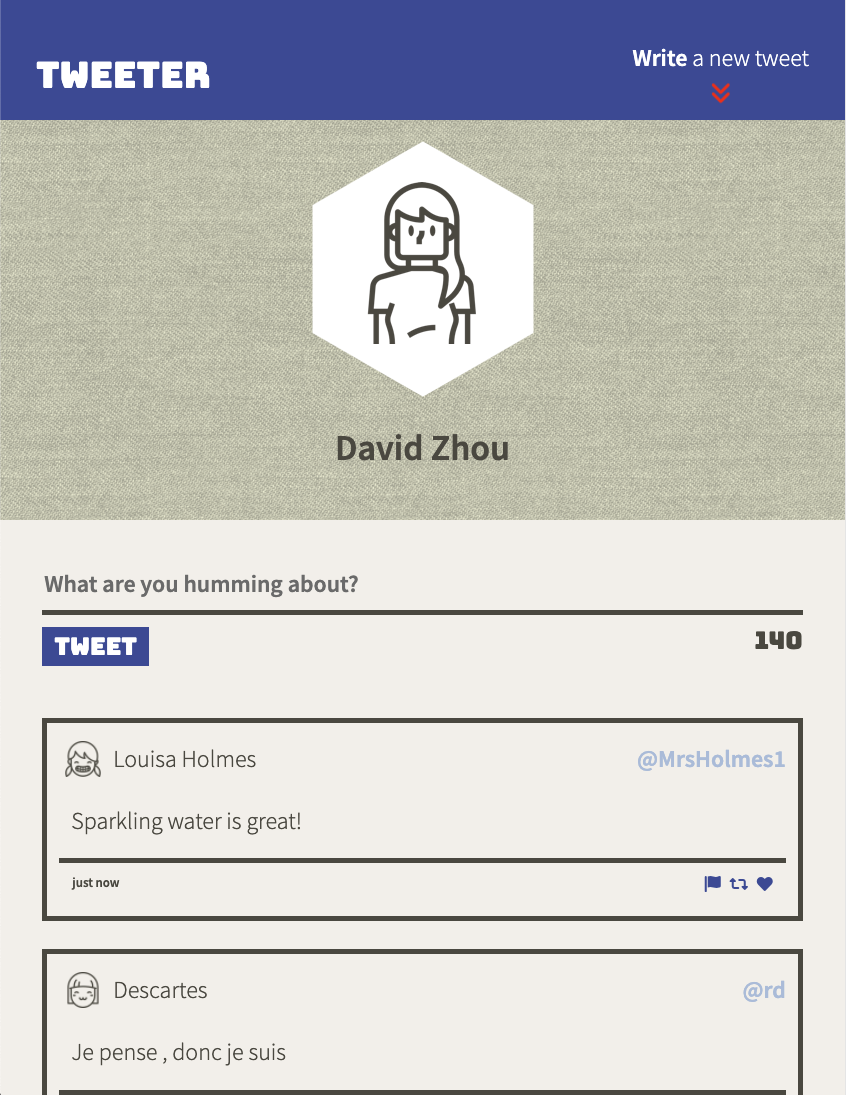 TWEETER
Write a new tweet
David Zhou
What are you humming about?
TWEET
140
Louisa Holmes
@MrsHolmes1
Sparkling water is great!
just now
Descartes
@rd
Je pense , donc je suis